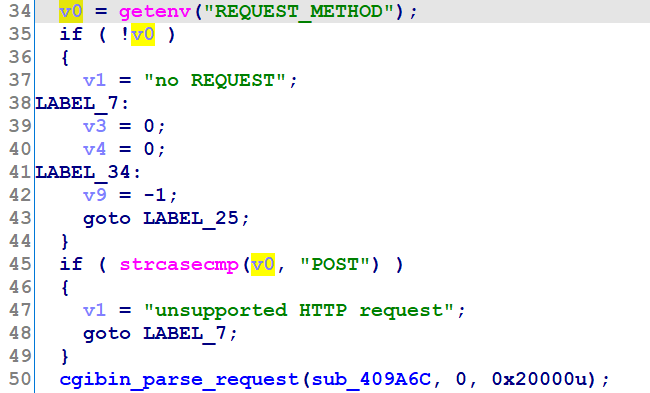 34 v0 = getenv("REQUEST_METHOD");
35 if ( !v0 )
36 {
37 v1 = "no REQUEST";
38 LABEL_7:
39 v3 = 0;
40 v4 = 0;
41 LABEL_34:
42 v9 = -1;
43 goto LABEL_25;
44 }
45 if ( strcasecmp(v0, "POST") )
46 {
47 v1 = "unsupported HTTP request";
48 goto LABEL_7;
49 }
50 cgibin_parse_request(sub_409A6C, 0, 0x20000u);